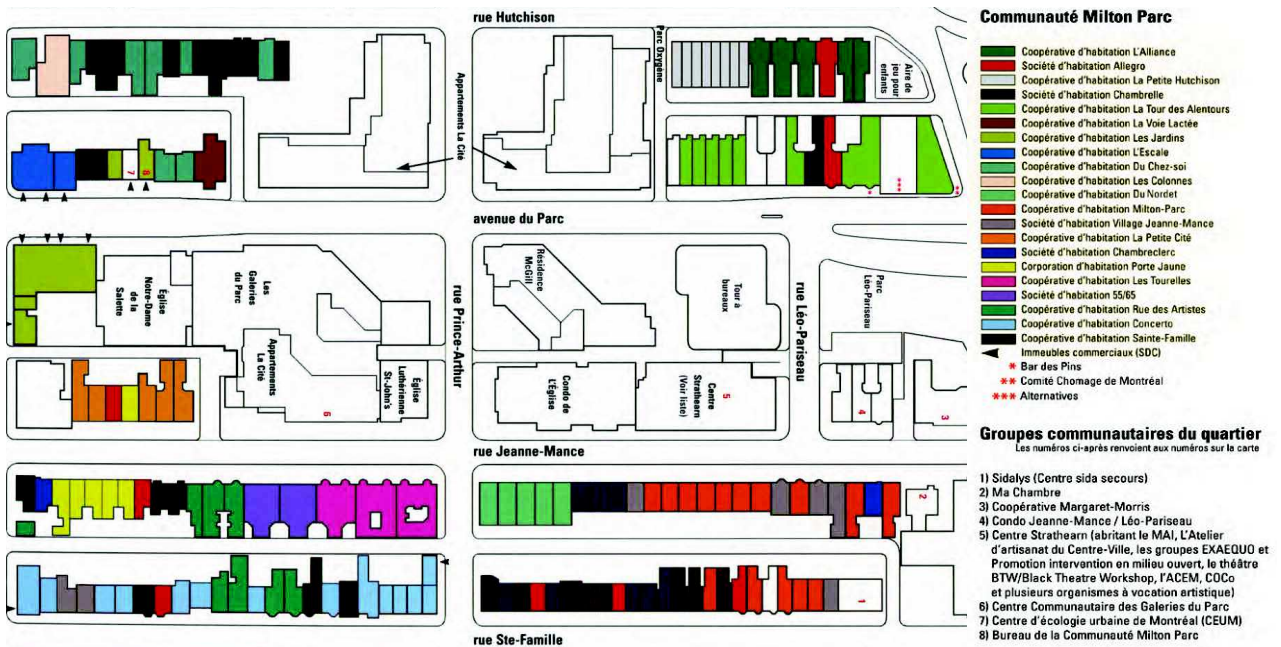 rue Hutchison
Parc Oxygène
Appartements La Cité
Aire de
jeu pour
enfants
7
8
*
***
**
avenue du Parc
Église
Notre-Dame
de la
Salette
Les
Galeries
du Parc
Appartements
La Cité
6
Église
Luthérienne
St-John's
rue Prince-Arthur
Résidence
McGill
Tour à
bureaux
rue Léo-Pariseau
Parc
Léo-Pariseau
Condo de
L'Église
Centre
Strathearn
(Voir liste)
5
4
3
rue Jeanne-Mance
2
1
rue Ste-Famille
Communauté Milton Parc
Coopérative d'habitation L'Alliance
Société d'habitation Allegro
Coopérative d'habitation La Petite Hutchison
Société d'habitation Chambrelle
Coopérative d'habitation La Tour des Alentours
Coopérative d'habitation La Voie Lactée
Coopérative d'habitation Les Jardins
Coopérative d'habitation L'Escale
Coopérative d'habitation Du Chez-soi
Coopérative d'habitation Les Colonnes
Coopérative d'habitation Du Nordet
Coopérative d'habitation Milton-Parc
Société d'habitation Village Jeanne-Mance
Coopérative d'habitation La Petite Cité
Société d'habitation Chambreclerc
Corporation d'habitation Porte Jaune
Coopérative d'habitation Les Tourelles
Société d'habitation 55/65
Coopérative d'habitation Rue des Artistes
Coopérative d'habitation Concerto
Coopérative d'habitation Sainte-Famille
Immeubles commerciaux (SDC)
* Bar des Pins
** Comité Chomage de Montréal
*** Alternatives
Groupes communautaires du quartier
Les numéros ci-après renvoient aux numéros sur la carte
1) Sidalys (Centre sida secours)
2) Ma Chambre
3) Coopérative Margaret-Morris
4) Condo Jeanne-Mance / Léo-Pariseau
5) Centre Strathearn (abritant le MAI, L'Atelier
d'artisanat du Centre-Ville, les groupes EXAEQUO et
Promotion intervention en milieu ouvert, le théâtre
BTW/Black Theatre Workshop, l'ACEM, COCo
et plusieurs organismes à vocation artistique)
6) Centre Communautaire des Galeries du Parc
7) Centre d'écologie urbaine de Montréal (CEUM)
8) Bureau de la Communauté Milton Parc